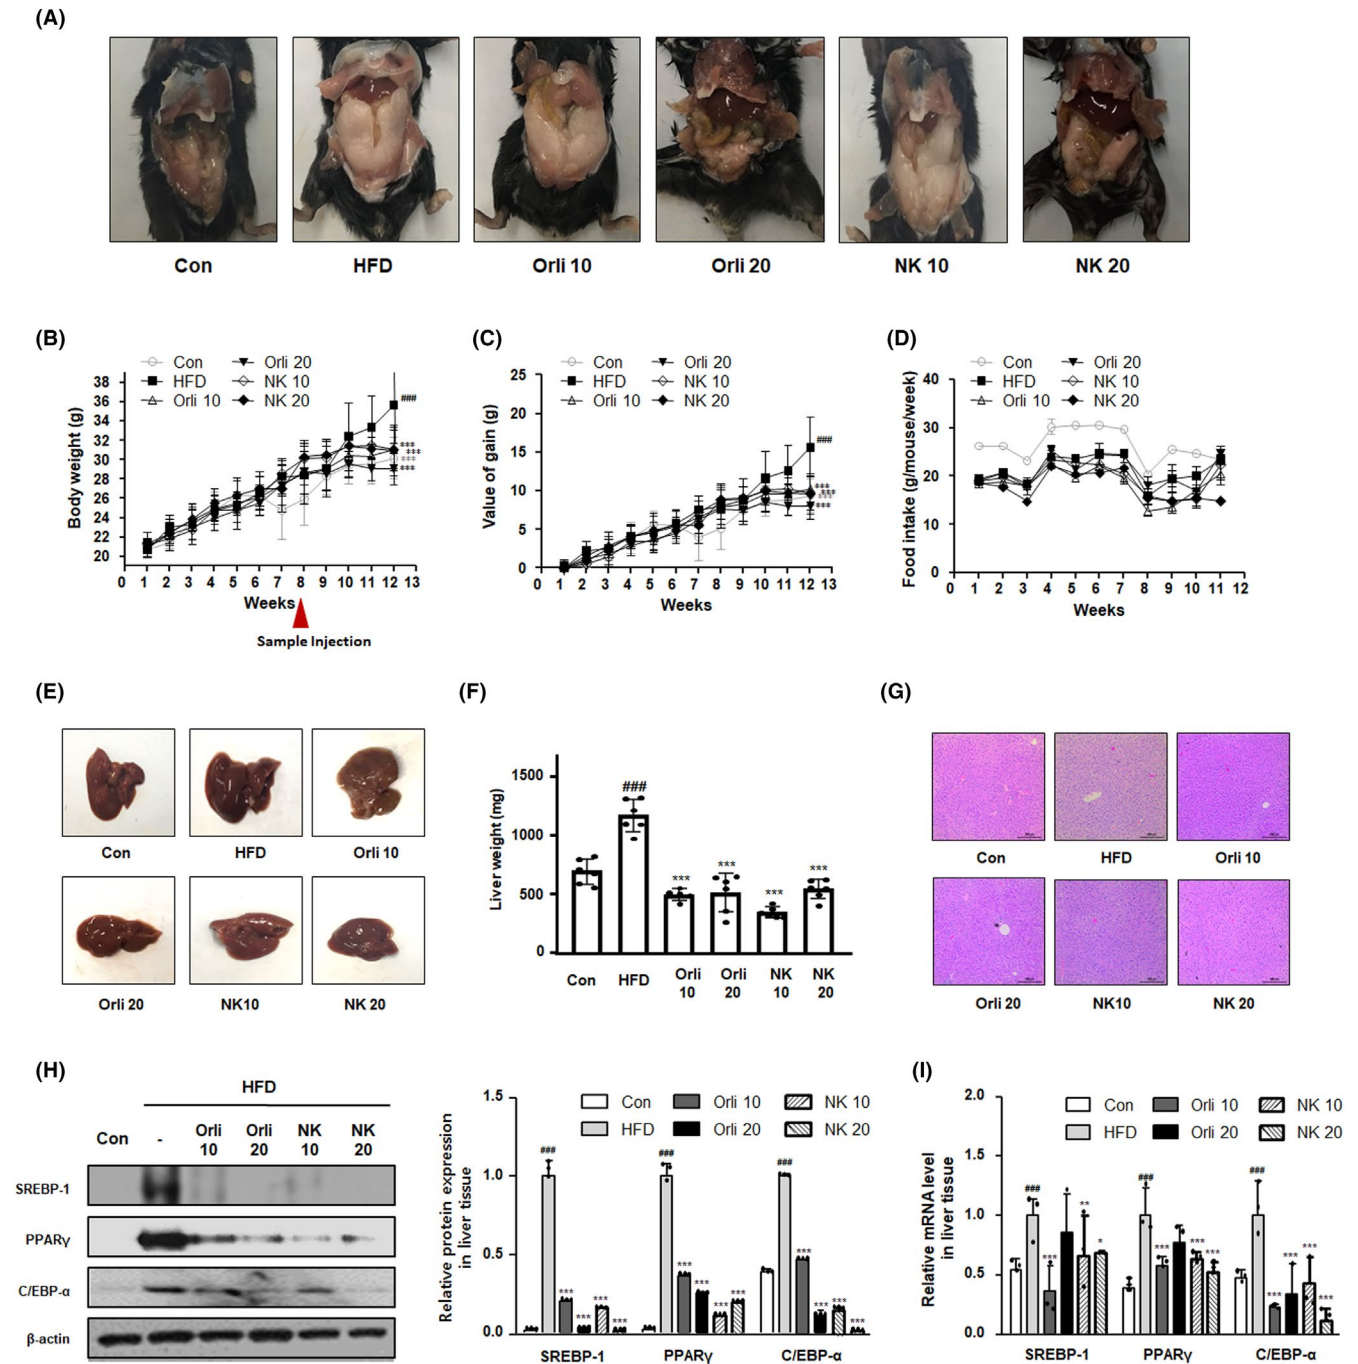 (A)
Con HFD Orli 10 Orli 20 NK 10 NK 20
(B)
Con Orli 20
HFD NK 10
Orli 10 NK 20
Body weight (g)
38
36
34
32
30
28
26
24
22
20
###
***
***
***
***
0 1 2 3 4 5 6 7 8 9 10 11 12 13
Weeks
Sample Injection
(C)
Con Orli 20
HFD NK 10
Orli 10 NK 20
Value of gain (g)
25
20
15
10
5
0
###
***
***
***
***
0 1 2 3 4 5 6 7 8 9 10 11 12 13
Weeks
(D)
Con Orli 20
HFD NK 10
Orli 10 NK 20
Food intake (g/mouse/week)
40
30
20
10
0
0 1 2 3 4 5 6 7 8 9 10 11 12
Weeks
(E)
Con HFD Orli 10
Orli 20 NK10 NK 20
(F)
Liver weight (mg)
1500
1000
500
0
###
*** *** *** ***
Con HFD Orli 10 Orli 20 NK 10 NK 20
(G)
Con HFD Orli 10
Orli 20 NK10 NK 20
(H)
HFD
Con - Orli 10 Orli 20 NK 10 NK 20
SREBP-1
PPARγ
C/EBP-α
β-actin
Relative protein expression
in liver tissue
1.5
1.0
0.5
0.0
Con Orli 10 NK 10
HFD Orli 20 NK 20
### *** *** *** ***
### *** *** *** ***
### *** *** *** ***
SREBP-1 PPARγ C/EBP-α
(I)
Relative mRNA level
in liver tissue
2.0
1.5
1.0
0.5
0.0
Con Orli 10 NK 10
HFD Orli 20 NK 20
### *** ** *
### *** *** ***
### *** *** *** ***
SREBP-1 PPARγ C/EBP-α